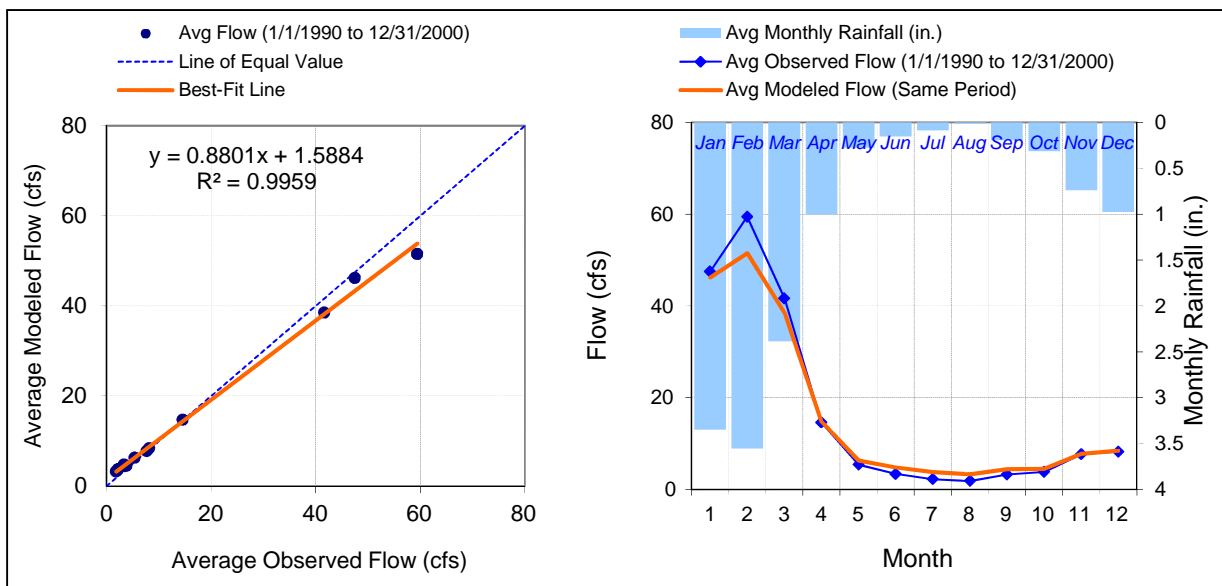 Avg Flow (1/1/1990 to 12/31/2000)
Line of Equal Value
Best-Fit Line
y = 0.8801x + 1.5884
R² = 0.9959
80
60
40
20
0
0 20 40 60 80
Average Modeled Flow (cfs)
Average Observed Flow (cfs)
Avg Monthly Rainfall (in.)
Avg Observed Flow (1/1/1990 to 12/31/2000)
Avg Modeled Flow (Same Period)
Jan Feb Mar Apr May Jun Jul Aug Sep Oct Nov Dec
80
60
40
20
0
Flow (cfs)
0
0.5
1
1.5
2
2.5
3
3.5
4
Monthly Rainfall (in.)
1 2 3 4 5 6 7 8 9 10 11 12
Month